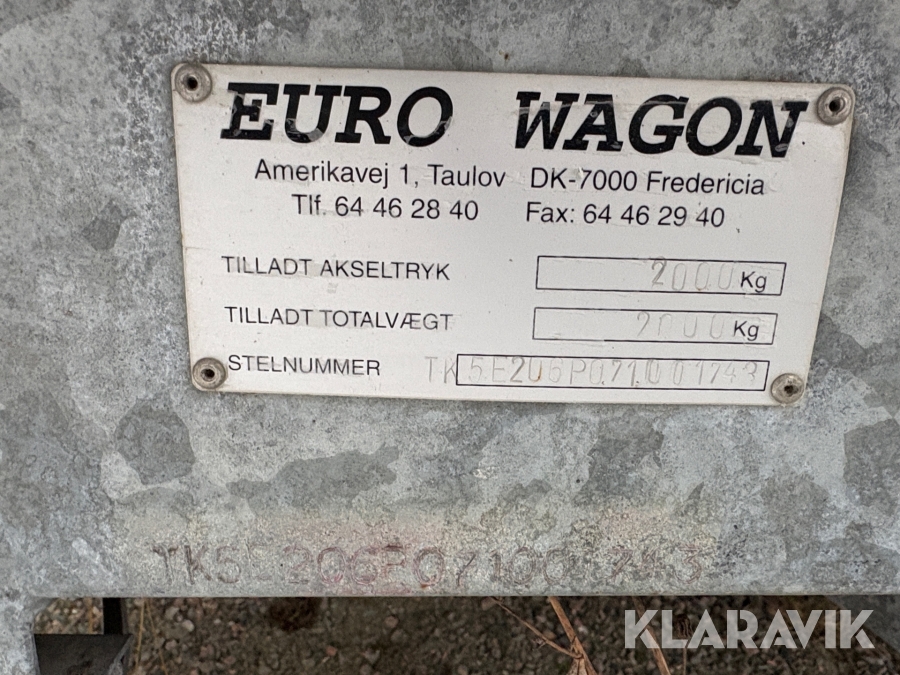 EURO WAGON
Amerikavej 1, Taulov DK-7000 Fredericia
Tlf. 64 46 28 40 Fax: 64 46 29 40
TILLADT AKSELTRYK 2000 Kg
TILLADT TOTALVÆGT 2000 Kg
STELNUMMER TK5E206P071001743
KLARAVIK